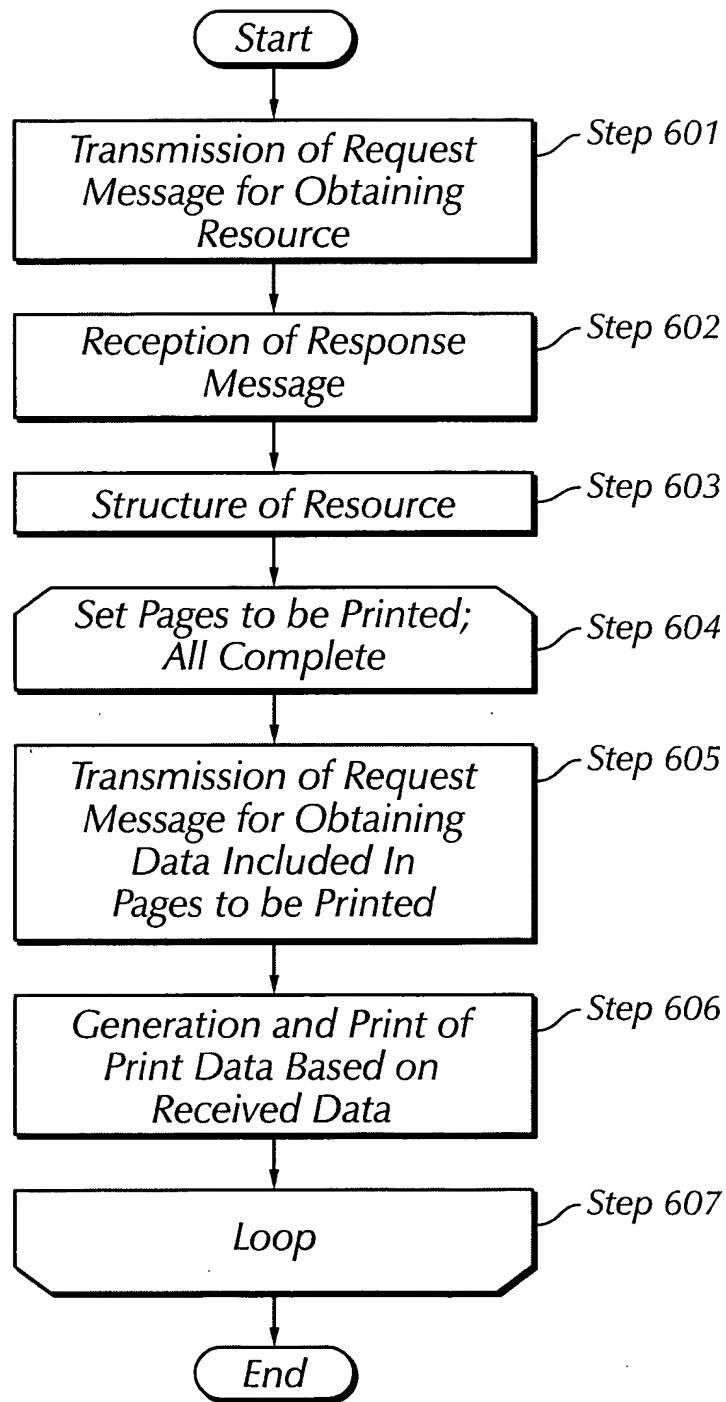 Start
Transmission of Request
Message for Obtaining
Resource
Step 601
Reception of Response
Message
Step 602
Structure of Resource
Step 603
Set Pages to be Printed;
All Complete
Step 604
Transmission of Request
Message for Obtaining
Data Included In
Pages to be Printed
Step 605
Generation and Print of
Print Data Based on
Received Data
Step 606
Loop
Step 607
End